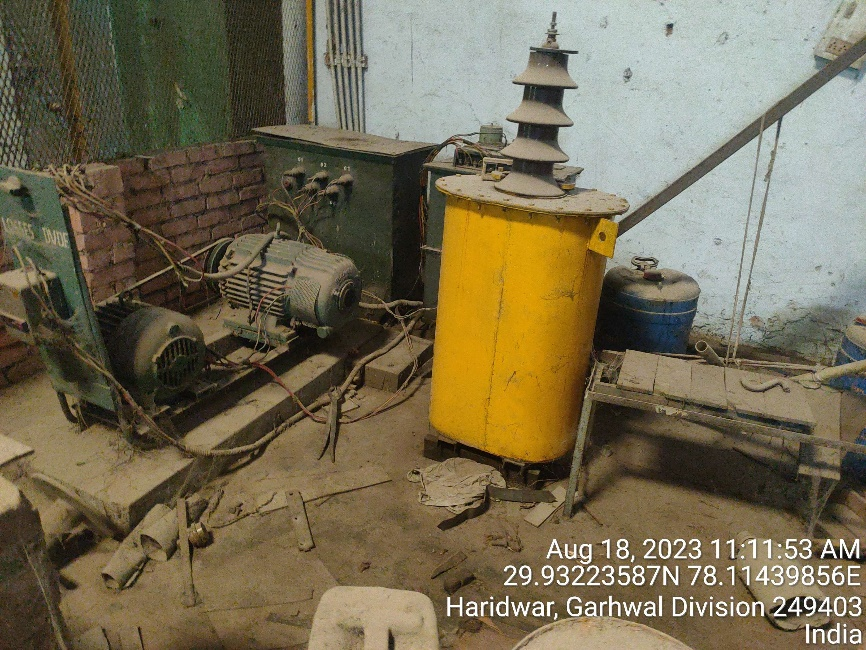 Aug 18, 2023 11:11:53 AM
29.93223587N 78.11439856E
Haridwar, Garhwal Division 249403
India